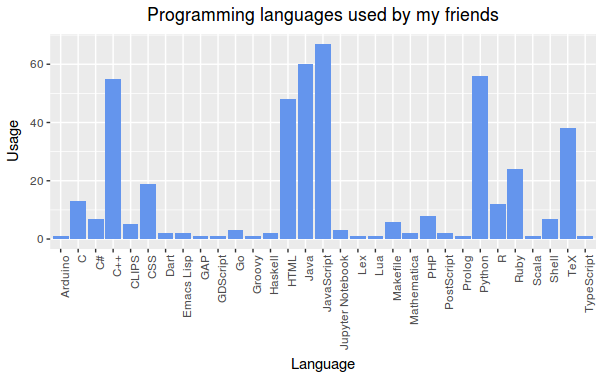 Programming languages used by my friends
Usage
60
40
20
0
Arduino
C
C#
C++
CLIPS
CSS
Dart
Emacs Lisp
GAP
GDScript
Go
Groovy
Haskell
HTML
Java
JavaScript
Jupyter Notebook
Lex
Lua
Makefile
Mathematica
PHP
PostScript
Prolog
Python
R
Ruby
Scala
Shell
TeX
TypeScript
Language